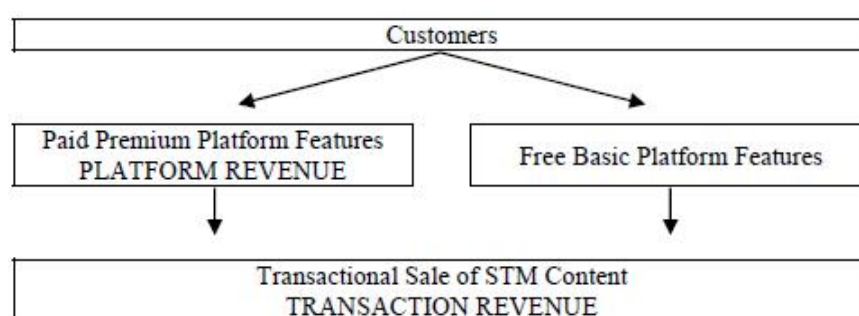 Customers
Paid Premium Platform Features
PLATFORM REVENUE
Free Basic Platform Features
Transactional Sale of STM Content
TRANSACTION REVENUE